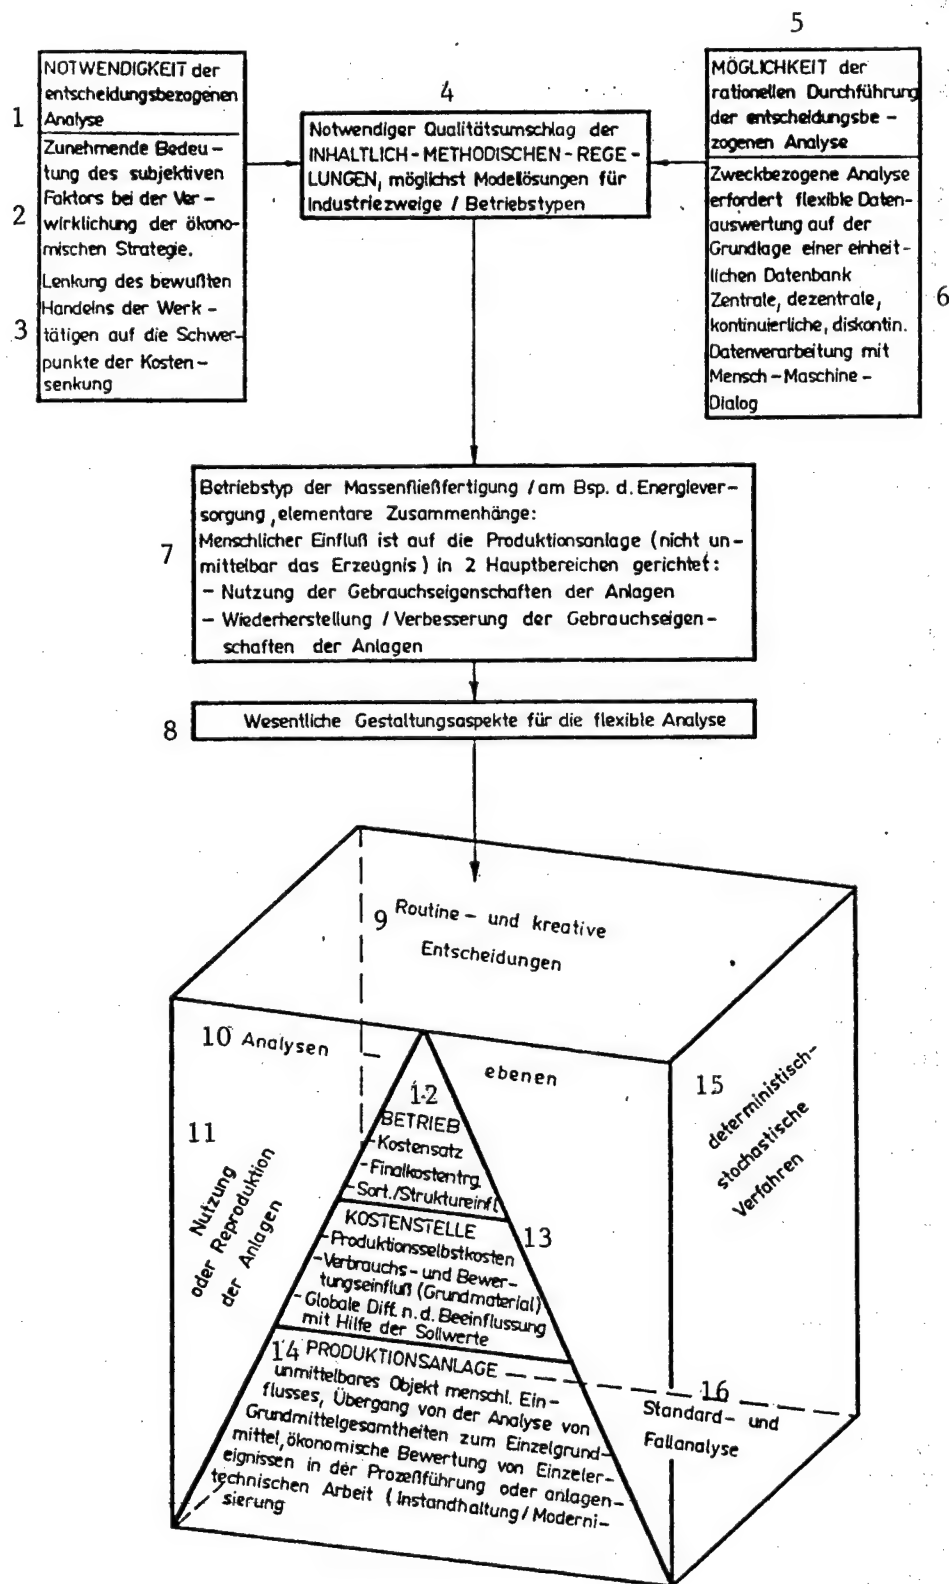 5
1
NOTWENDIGKEIT der
entscheidungsbezogenen
Analyse
2
Zunehmende Bedeu-
tung des subjektiven
Faktors bei der Ver-
wirklichung der ökono-
mischen Strategie.
3
Lenkung des bewußten
Handelns der Werk-
tätigen auf die Schwer-
punkte der Kosten-
senkung
4
Notwendiger Qualitätsumschlag der
INHALTLICH-METHODISCHEN-REGE-
LUNGEN, möglichst Modellösungen für
Industriezweige / Betriebstypen
MÖGLICHKEIT der
rationellen Durchführung
der entscheidungsbe-
zogenen Analyse
Zweckbezogene Analyse
erfordert flexible Daten-
auswertung auf der
Grundlage einer einheit-
lichen Datenbank
6
Zentrale, dezentrale,
kontinuierliche, diskontin.
Datenverarbeitung mit
Mensch-Maschine-
Dialog
7
Betriebstyp der Massenfließfertigung / am Bsp. d. Energiever-
sorgung, elementare Zusammenhänge:
Menschlicher Einfluß ist auf die Produktionsanlage (nicht un-
mittelbar das Erzeugnis) in 2 Hauptbereichen gerichtet:
- Nutzung der Gebrauchseigenschaften der Anlagen
- Wiederherstellung / Verbesserung der Gebrauchseigen-
schaften der Anlagen
8
Wesentliche Gestaltungsaspekte für die flexible Analyse
9
Routine- und kreative
Entscheidungen
10 Analysen
ebenen
11
Nutzung
oder Reproduktion
der Anlagen
12
BETRIEB
-Kostensatz
-Finalkostentrg.
-Sort./Struktureinfl.
13
KOSTENSTELLE
-Produktionsselbstkosten
-Verbrauchs- und Bewer-
tungseinfluß (Grundmaterial)
-Globale Diff. n. d. Beeinflussung
mit Hilfe der Sollwerte
14 PRODUKTIONSANLAGE
unmittelbares Objekt menschl. Ein-
flusses, Übergang von der Analyse von
Grundmittelgesamtheiten zum Einzelgrund-
mittel, ökonomische Bewertung von Einzeler-
eignissen in der Prozeßführung oder anlagen-
technischen Arbeit (Instandhaltung / Moderni-
sierung
15
deterministisch-
stochastische
Verfahren
16
Standard- und
Fallanalyse